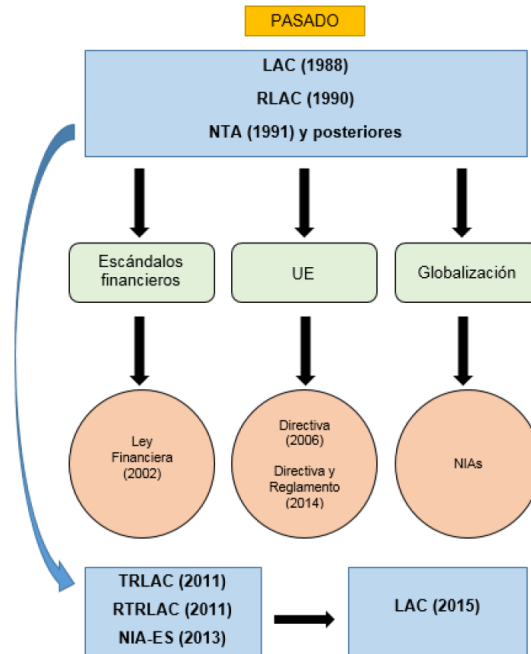 PASADO
LAC (1988)
RLAC (1990)
NTA (1991) y posteriores
Escándalos
financieros
UE
Globalización
Ley
Financiera
(2002)
Directiva
(2006)
Directiva y
Reglamento
(2014)
NIAs
TRLAC (2011)
RTRLAC (2011)
NIA-ES (2013)
LAC (2015)